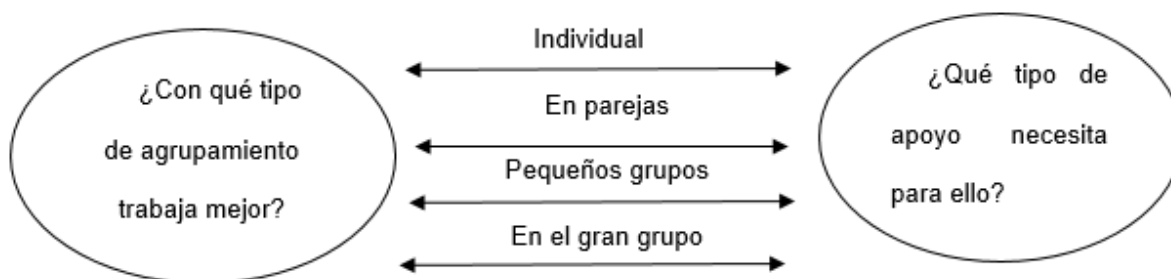 ¿Con qué tipo
de agrupamiento
trabaja mejor?
Individual
En parejas
Pequeños grupos
En el gran grupo
¿Qué tipo de
apoyo necesita
para ello?